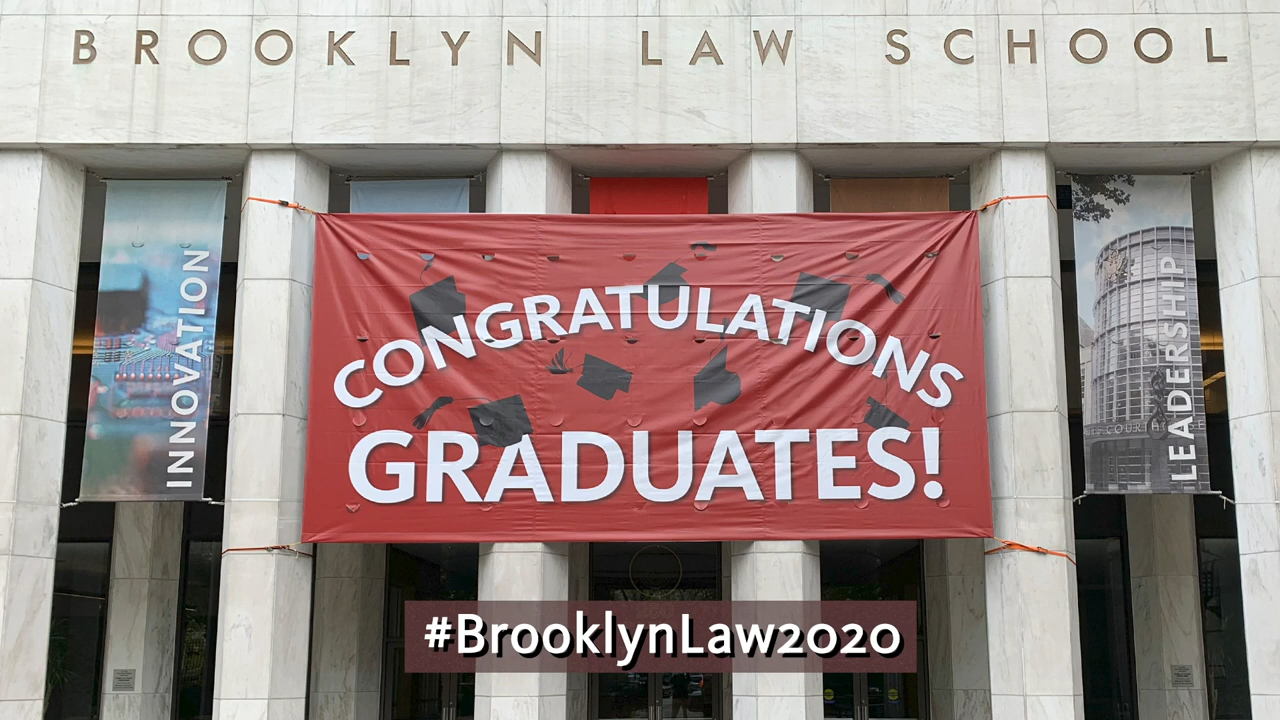 BROOKLYN LAW SCHOOL
INNOVATION
CONGRATULATIONS
GRADUATES!
LEADERSHIP
#BrooklynLaw2020